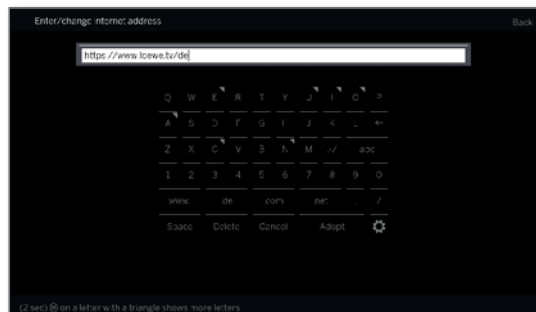 Enter/change internet address
Back
https://www.loewe.tv/de
Q W E R T Y U I O >
A S D F G H J K L ←
Z X C V B N M .-/ abc
1 2 3 4 5 6 7 8 9 0
www. .de .com .net . /
Space Delete Cancel Adopt
(2 sec) on a letter with a triangle shows more letters